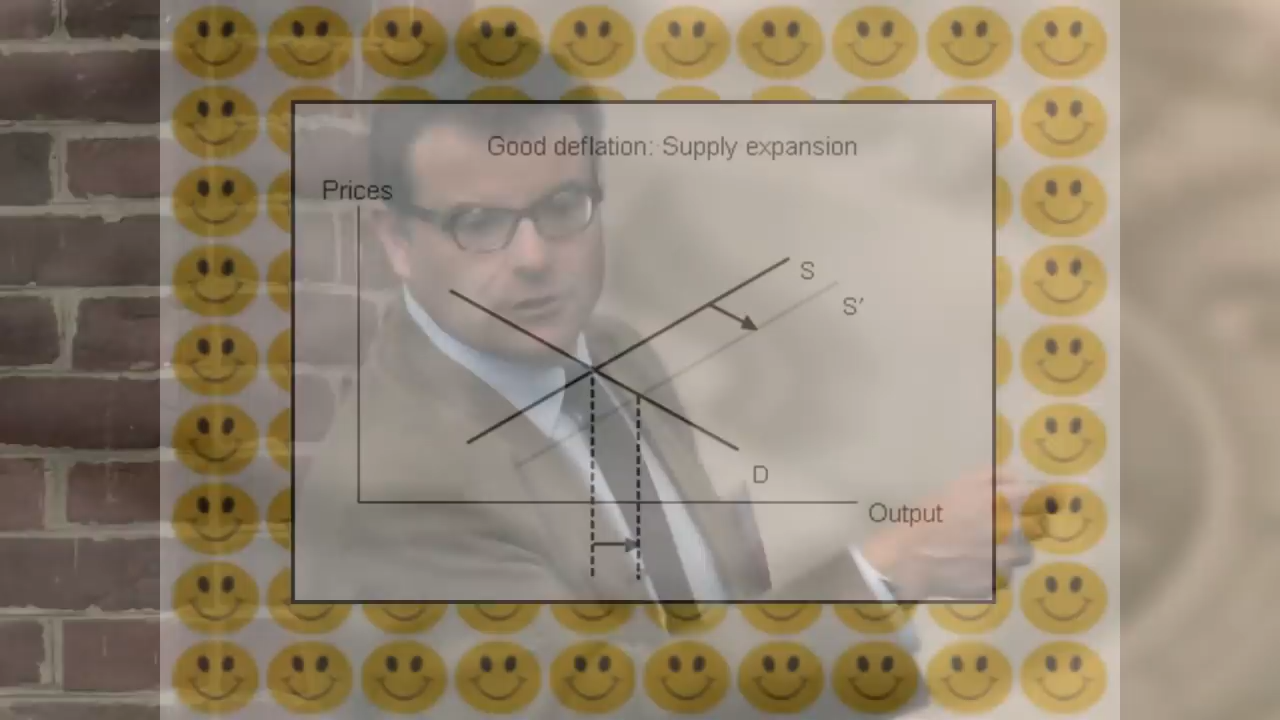 Good deflation: Supply expansion
Prices
S
S′
D
Output